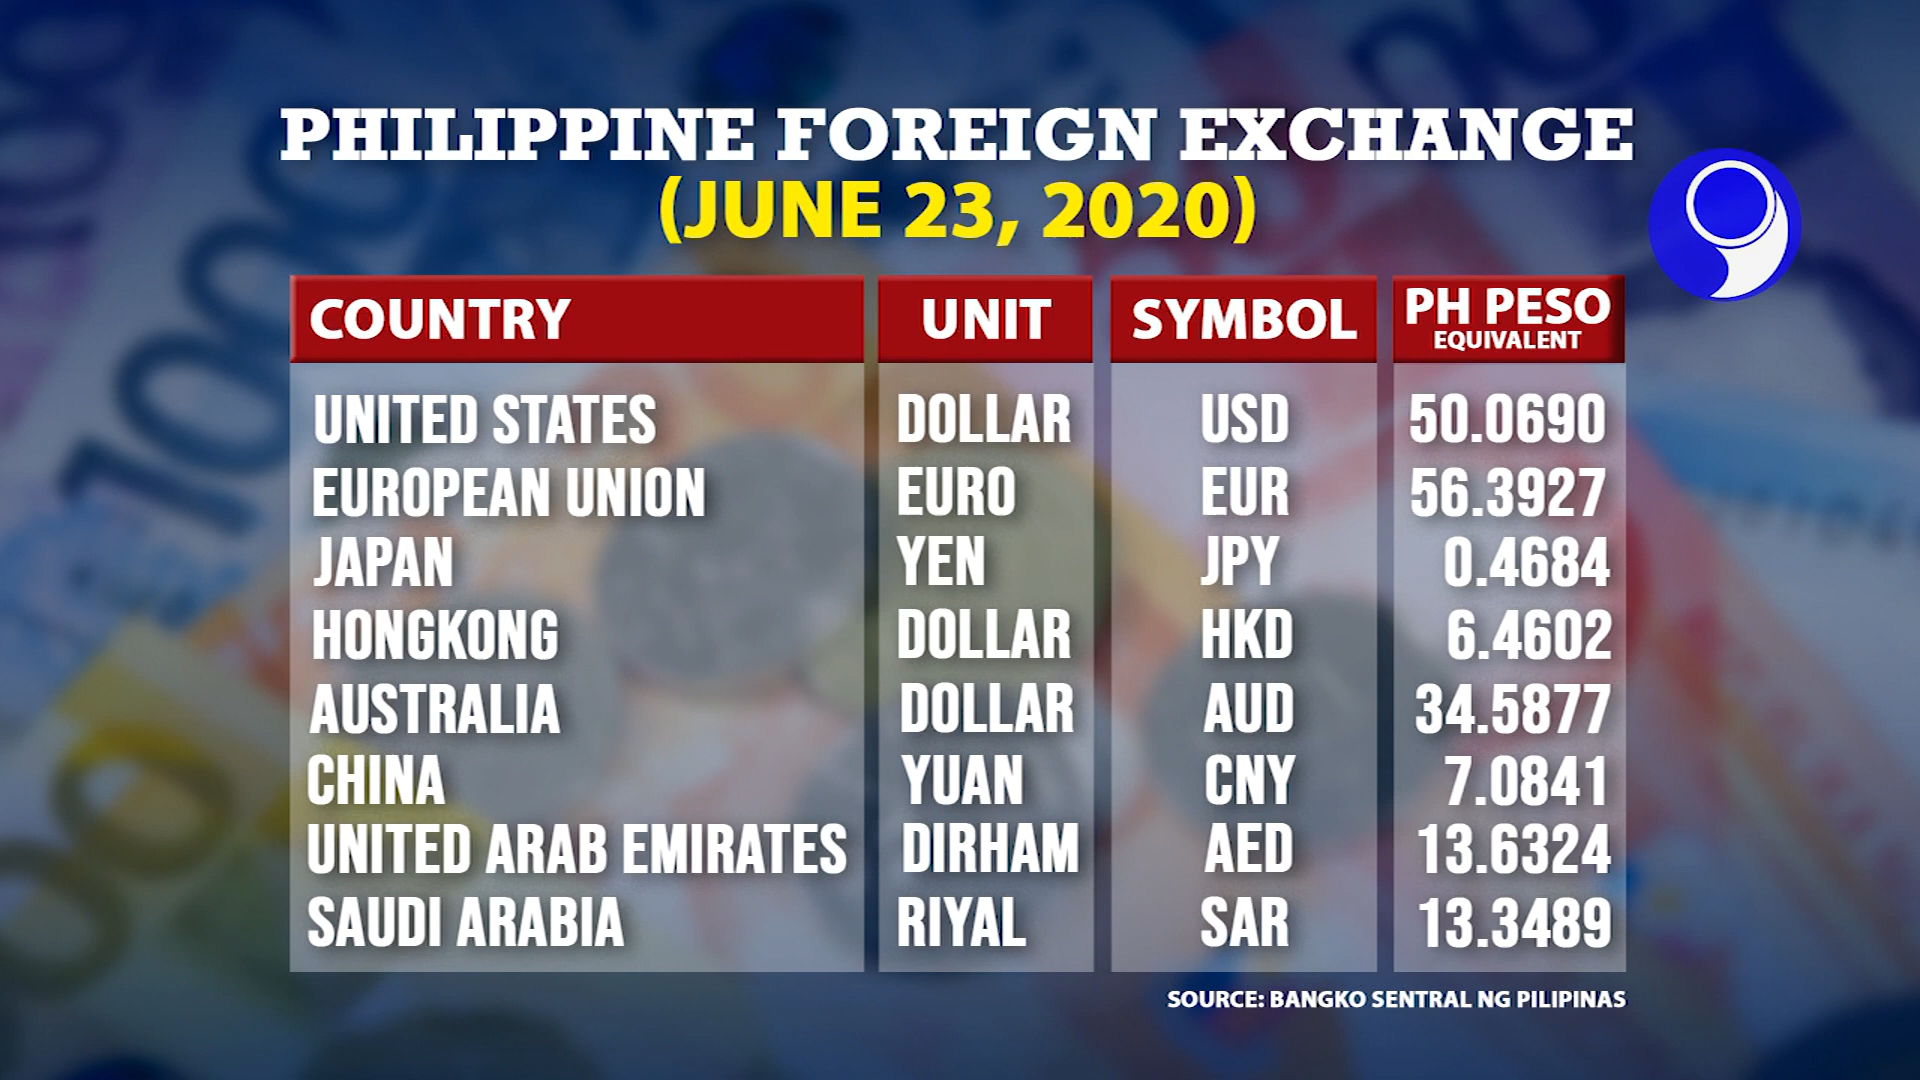 PHILIPPINE FOREIGN EXCHANGE
(JUNE 23, 2020)
COUNTRY UNIT SYMBOL PH PESO EQUIVALENT
UNITED STATES DOLLAR USD 50.0690
EUROPEAN UNION EURO EUR 56.3927
JAPAN YEN JPY 0.4684
HONGKONG DOLLAR HKD 6.4602
AUSTRALIA DOLLAR AUD 34.5877
CHINA YUAN CNY 7.0841
UNITED ARAB EMIRATES DIRHAM AED 13.6324
SAUDI ARABIA RIYAL SAR 13.3489
SOURCE: BANGKO SENTRAL NG PILIPINAS